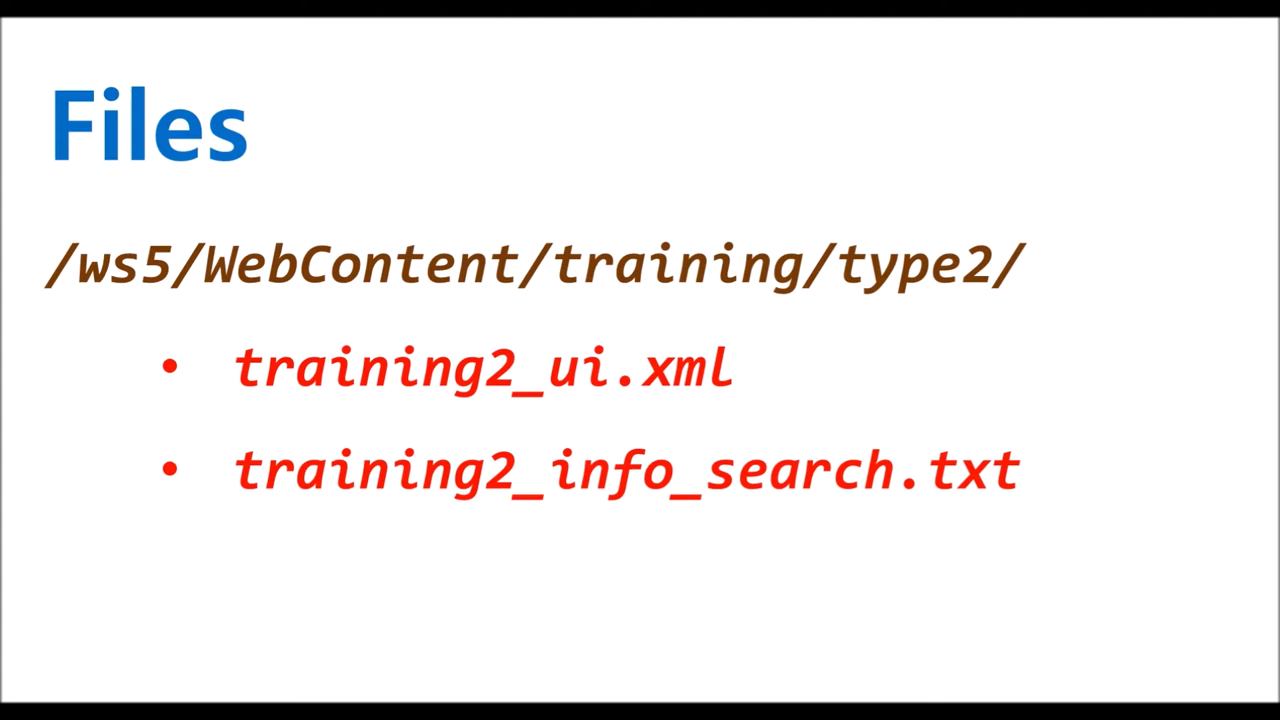 Files
/ws5/WebContent/training/type2/
• training2_ui.xml
• training2_info_search.txt